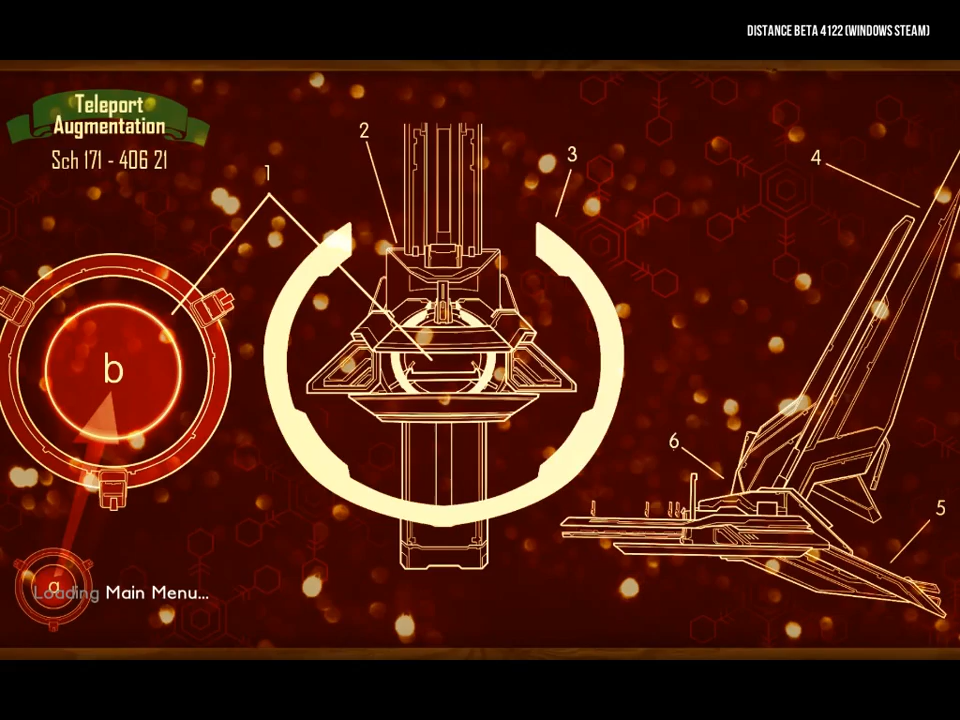 DISTANCE BETA 4122 (WINDOWS STEAM)
Teleport
Augmentation
Sch 171 - 406 21
1
2
3
4
b
6
5
a
Loading Main Menu...